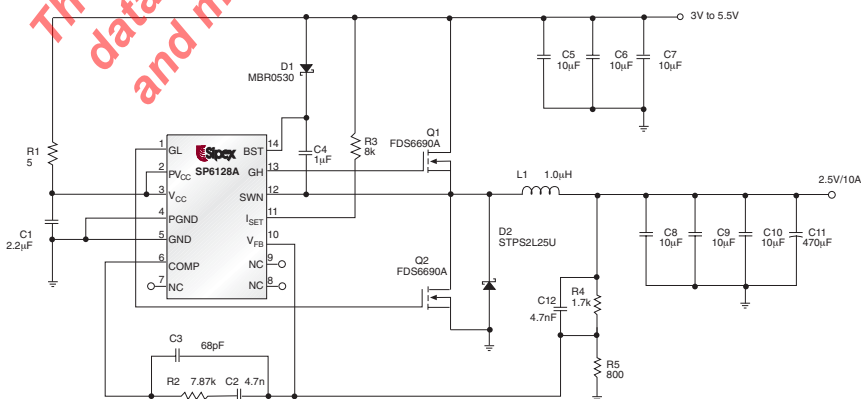 Th
data
and m
3V to 5.5V
D1
MBR0530
C5
10μF
C6
10μF
C7
10μF
R1
5
R3
8k
Q1
FDS6690A
C4
1μF
1
GL
2
PVCC
3
VCC
4
PGND
5
GND
6
COMP
7
NC
Sipex
SP6128A
BST
14
GH
13
SWN
12
ISET
11
VFB
10
NC
9
NC
8
C1
2.2μF
L1 1.0μH
2.5V/10A
D2
STPS2L25U
C8
10μF
C9
10μF
C10
10μF
C11
470μF
Q2
FDS6690A
C12
4.7nF
R4
1.7k
R5
800
C3
68pF
R2 7.87k C2 4.7n